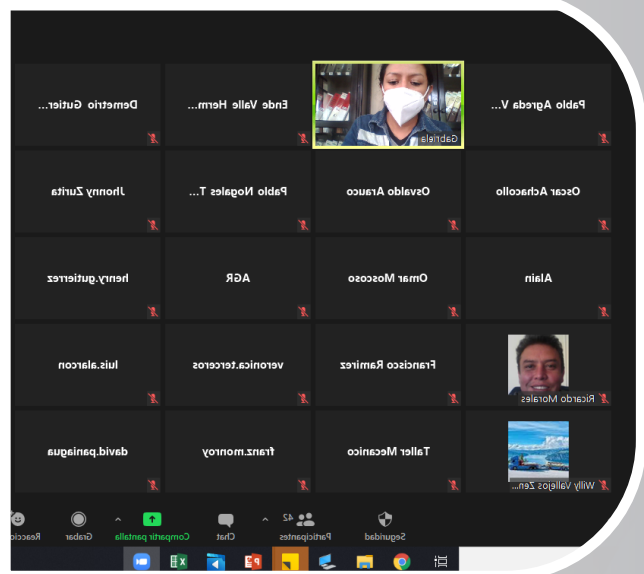 Pablo Agreda V...
Gabriela
Ende Valle Herm...
Demetrio Gutier...
Oscar Achacollo
Osvaldo Arauco
Pablo Nogales T...
Jhonny Zurita
Alain
Omar Moscoso
AGR
henry.gutierrez
Ricardo Morales
Francisco Ramirez
veronica.terceros
luis.alarcon
Willy Vallejos Zen...
Taller Mecanico
franz.monroy
david.paniagua
Seguridad
Participantes 42
Chat
Compartir pantalla
Grabar
Reaccio